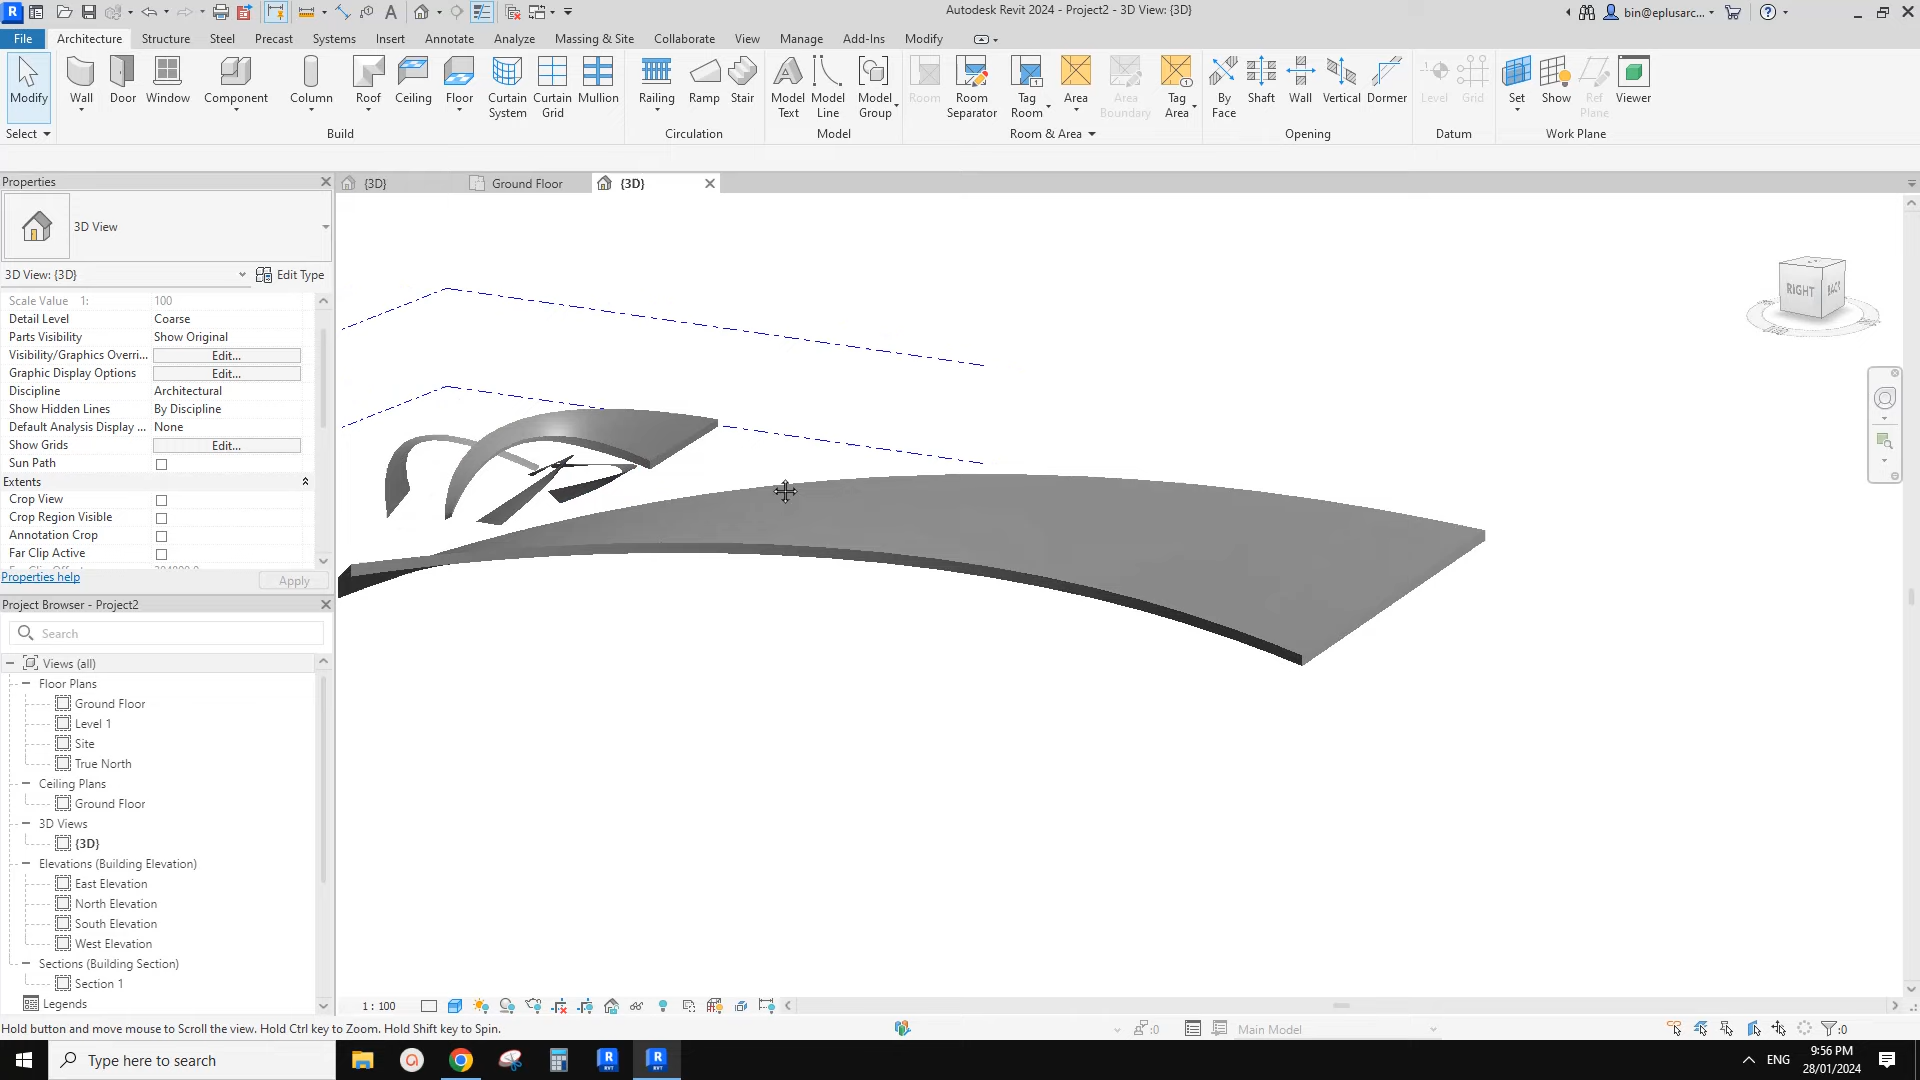 Autodesk Revit 2024 - Project2 - 3D View: {3D}
bin@eplusarc...
File Architecture Structure Steel Precast Systems Insert Annotate Analyze Massing & Site Collaborate View Manage Add-Ins Modify
Modify Wall Door Window Component Column Roof Ceiling Floor Curtain System Curtain Grid Mullion Railing Ramp Stair Model Text Model Line Model Group Room Room Separator Tag Room Area Area Boundary Tag Area By Face Shaft Wall Vertical Dormer Level Grid Set Show Ref Plane Viewer
Select Build Circulation Model Room & Area Opening Datum Work Plane
Properties
{3D} Ground Floor {3D}
3D View
3D View: {3D} Edit Type
Scale Value 1: 100
Detail Level Coarse
Parts Visibility Show Original
Visibility/Graphics Overri... Edit...
Graphic Display Options Edit...
Discipline Architectural
Show Hidden Lines By Discipline
Default Analysis Display ... None
Show Grids Edit...
Sun Path
Extents
Crop View
Crop Region Visible
Annotation Crop
Far Clip Active
Properties help Apply
RIGHT BACK
Project Browser - Project2
Search
Views (all)
Floor Plans
Ground Floor
Level 1
Site
True North
Ceiling Plans
Ground Floor
3D Views
{3D}
Elevations (Building Elevation)
East Elevation
North Elevation
South Elevation
West Elevation
Sections (Building Section)
Section 1
Legends
1 : 100
Hold button and move mouse to Scroll the view. Hold Ctrl key to Zoom. Hold Shift key to Spin.
:0 Main Model :0
Type here to search
ENG
9:56 PM
28/01/2024